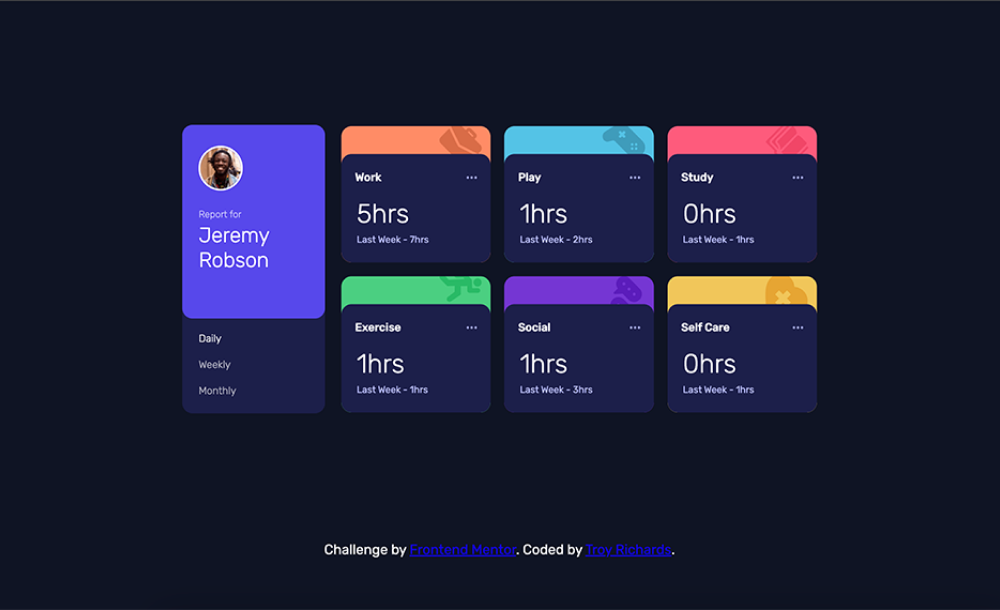 Report for
Jeremy
Robson
Daily
Weekly
Monthly
Work
5hrs
Last Week - 7hrs
Play
1hrs
Last Week - 2hrs
Study
0hrs
Last Week - 1hrs
Exercise
1hrs
Last Week - 1hrs
Social
1hrs
Last Week - 3hrs
Self Care
0hrs
Last Week - 1hrs
Challenge by Frontend Mentor. Coded by Troy Richards.